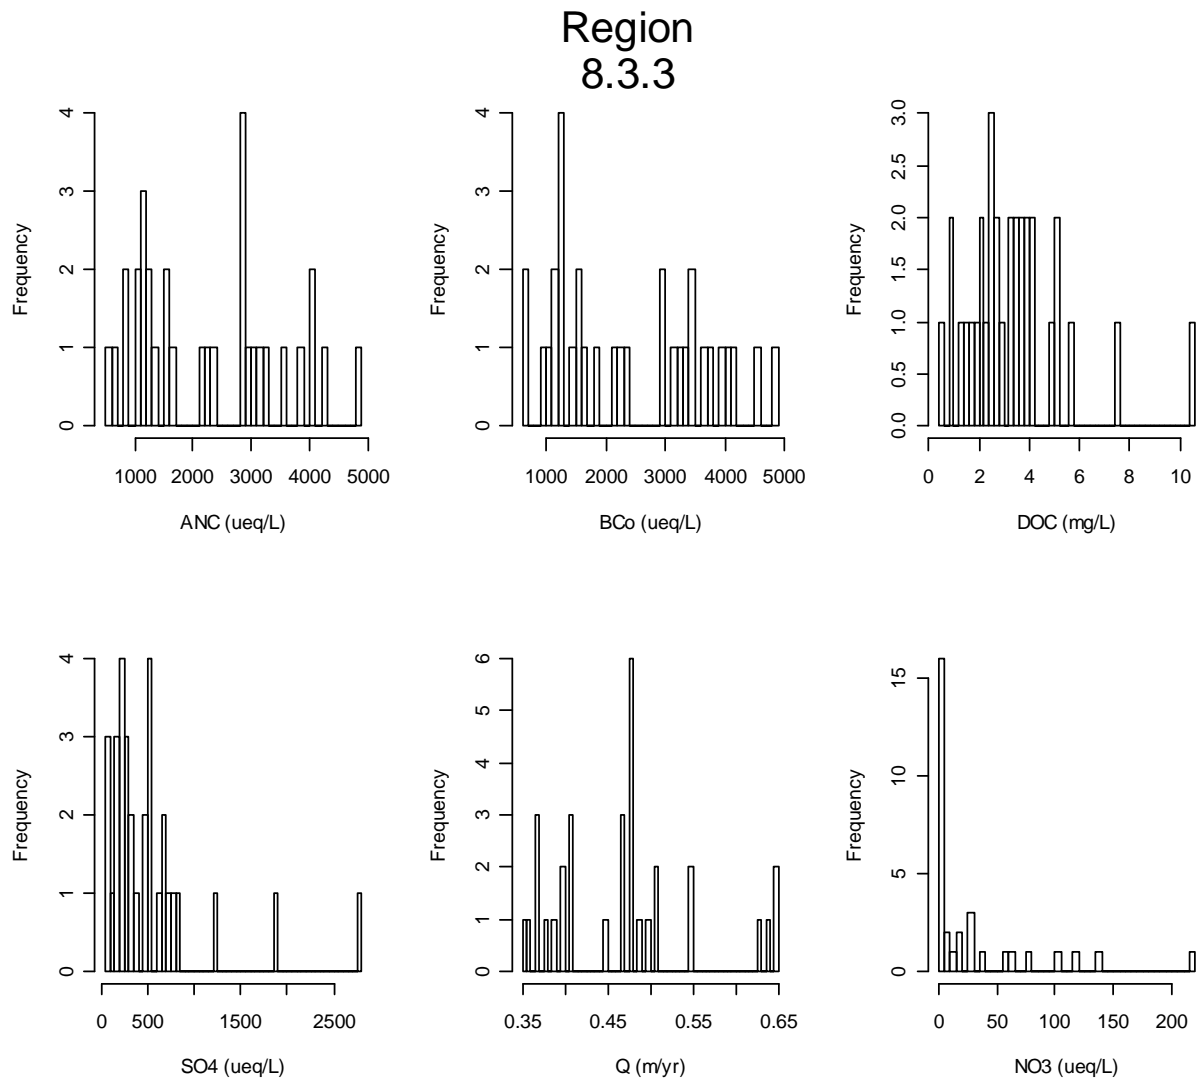 Region
8.3.3
Frequency
0 1 2 3 4
1000 2000 3000 4000 5000
ANC (ueq/L)
Frequency
0 1 2 3 4
1000 2000 3000 4000 5000
BCo (ueq/L)
Frequency
0.0 0.5 1.0 1.5 2.0 2.5 3.0
0 2 4 6 8 10
DOC (mg/L)
Frequency
0 1 2 3 4
0 500 1500 2500
SO4 (ueq/L)
Frequency
0 1 2 3 4 5 6
0.35 0.45 0.55 0.65
Q (m/yr)
Frequency
0 5 10 15
0 50 100 150 200
NO3 (ueq/L)